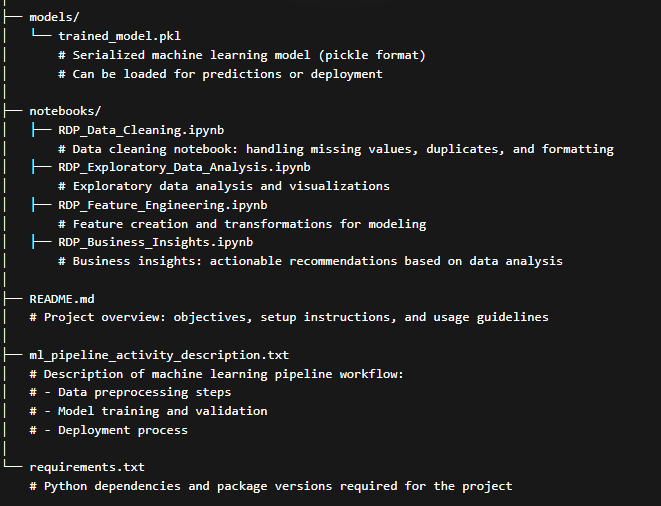 ├── models/
│   └── trained_model.pkl
│       # Serialized machine learning model (pickle format)
│       # Can be loaded for predictions or deployment
│
├── notebooks/
│   ├── RDP_Data_Cleaning.ipynb
│       # Data cleaning notebook: handling missing values, duplicates, and formatting
│   ├── RDP_Exploratory_Data_Analysis.ipynb
│       # Exploratory data analysis and visualizations
│   ├── RDP_Feature_Engineering.ipynb
│       # Feature creation and transformations for modeling
│   ├── RDP_Business_Insights.ipynb
│       # Business insights: actionable recommendations based on data analysis
│
├── README.md
│   # Project overview: objectives, setup instructions, and usage guidelines
│
├── ml_pipeline_activity_description.txt
│   # Description of machine learning pipeline workflow:
│   # - Data preprocessing steps
│   # - Model training and validation
│   # - Deployment process
│
└── requirements.txt
    # Python dependencies and package versions required for the project